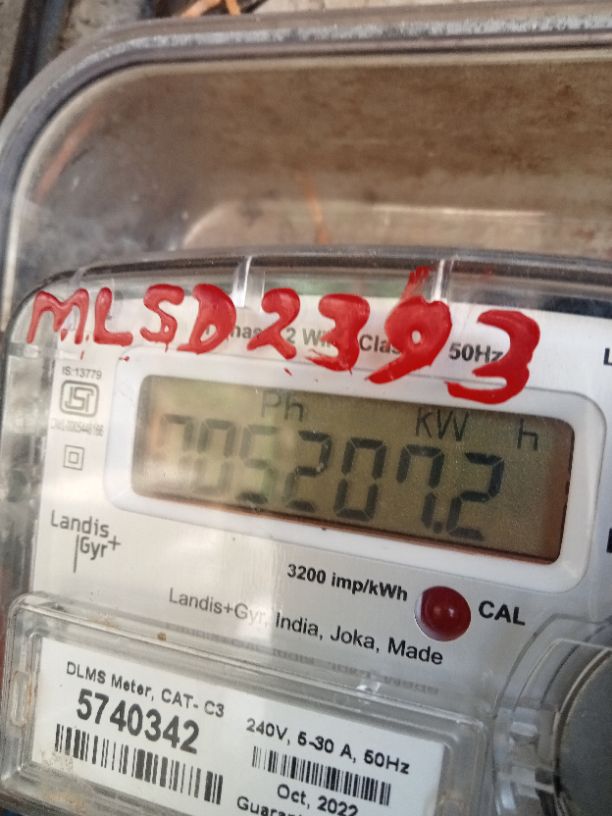 MLSD2393
50Hz
IS:13779
Ph kW h
705207.2
Landis
Gyr+
3200 imp/kWh
CAL
Landis+Gyr, India, Joka, Made
DLMS Meter, CAT- C3
5740342
240V, 5-30 A, 50Hz
Oct, 2022